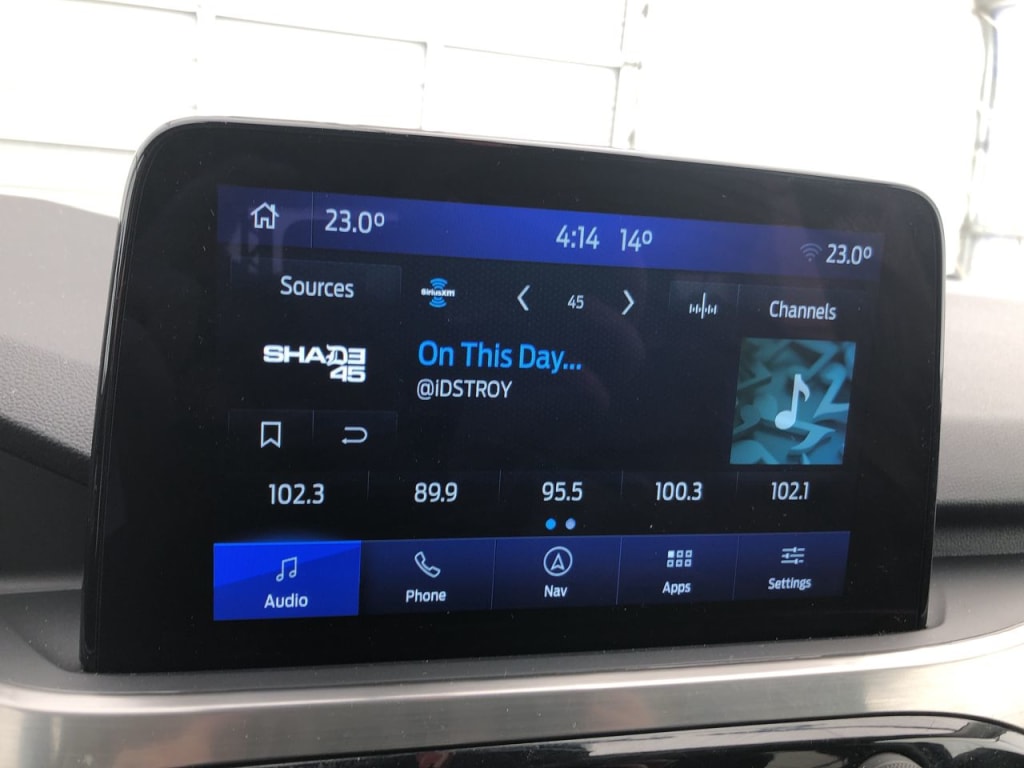 23.0° 4:14 14° 23.0°
Sources SiriusXM 45 Channels
SHADE 45
On This Day...
@iDSTROY
102.3 89.9 95.5 100.3 102.1
Audio Phone Nav Apps Settings